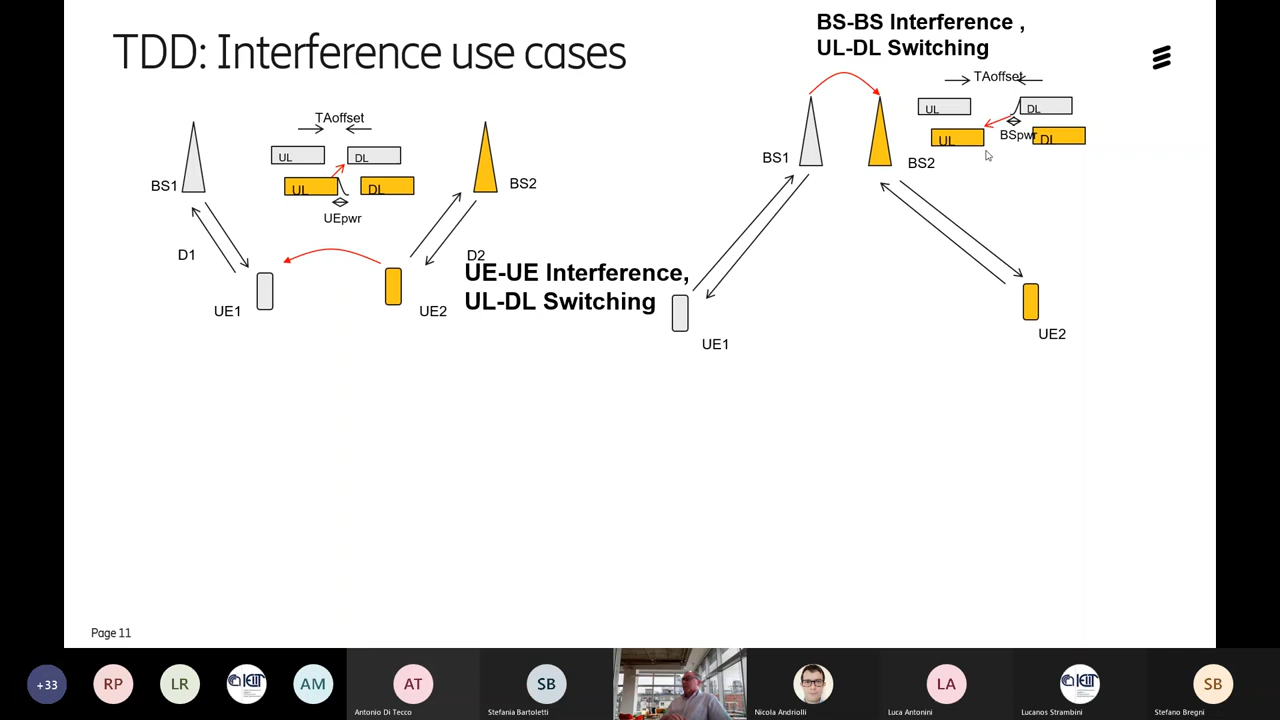 TDD: Interference use cases
BS-BS Interference ,
UL-DL Switching
TAoffset
UL
DL
UL
DL
BSpwr
BS1
BS2
UE1
UE2
TAoffset
UL
DL
UL
DL
UEpwr
BS1
BS2
D1
D2
UE1
UE2
UE-UE Interference,
UL-DL Switching
Page 11
+33
RP
LR
IEIIT
AM
AT
Antonio Di Tecco
SB
Stefania Bartoletti
Nicola Andriolli
LA
Luca Antonini
IEIIT
Lucanos Strambini
SB
Stefano Bregni